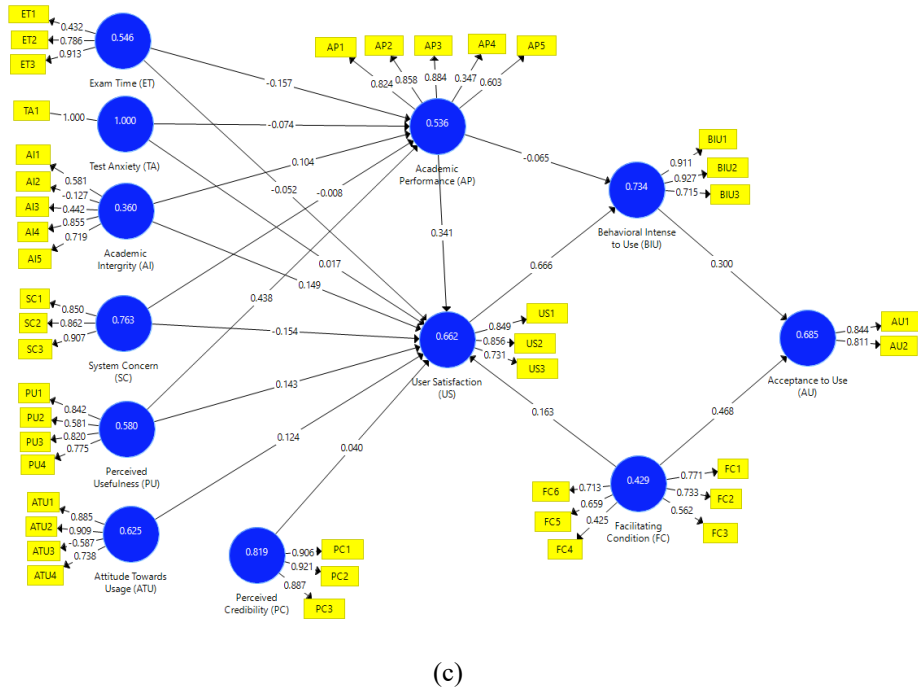 ET1
0.432
ET2
0.786
ET3
0.913
0.546
Exam Time (ET)
TA1
1.000
1.000
Test Anxiety (TA)
AI1
0.581
AI2
-0.127
AI3
0.442
AI4
0.855
AI5
0.719
0.360
Academic
Intergrity (AI)
SC1
0.850
SC2
0.862
SC3
0.907
0.763
System Concern
(SC)
PU1
0.842
PU2
0.581
PU3
0.820
PU4
0.775
0.580
Perceived
Usefulness (PU)
ATU1
0.885
ATU2
0.909
ATU3
-0.587
ATU4
0.738
0.625
Attitude Towards
Usage (ATU)
0.819
Perceived
Credibility (PC)
0.906
PC1
0.921
PC2
0.887
PC3
AP1
AP2
AP3
AP4
AP5
0.824
0.858
0.884
0.347
0.603
0.536
Academic
Performance (AP)
-0.157
-0.074
0.104
-0.052
-0.008
0.017
0.438
0.149
-0.154
0.143
0.124
0.040
0.341
-0.065
0.666
0.163
0.300
0.468
0.662
User Satisfaction
(US)
0.849
US1
0.856
US2
0.731
US3
0.734
Behavioral Intense
to Use (BIU)
0.911
BIU1
0.927
BIU2
0.715
BIU3
0.685
Acceptance to Use
(AU)
0.844
AU1
0.811
AU2
0.429
Facilitating
Condition (FC)
FC6
0.713
FC5
0.659
FC4
0.425
0.771
FC1
0.733
FC2
0.562
FC3
(c)